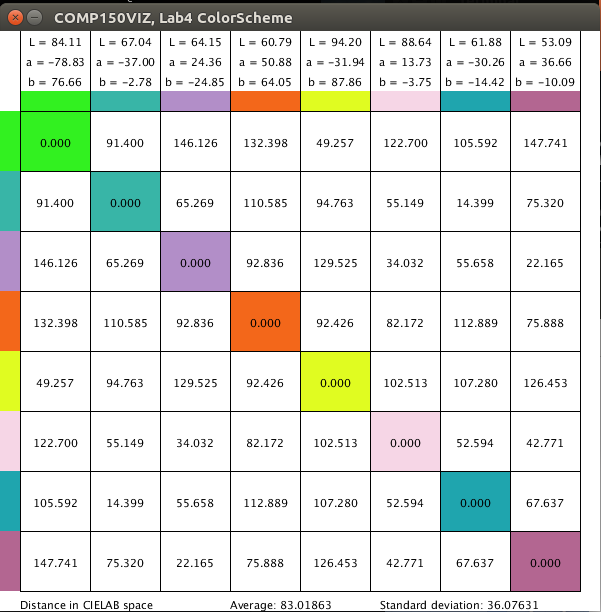 COMP150VIZ, Lab4 ColorScheme
L = 84.11 L = 67.04 L = 64.15 L = 60.79 L = 94.20 L = 88.64 L = 61.88 L = 53.09
a = −78.83 a = −37.00 a = 24.36 a = 50.88 a = −31.94 a = 13.73 a = −30.26 a = 36.66
b = 76.66 b = −2.78 b = −24.85 b = 64.05 b = 87.86 b = −3.75 b = −14.42 b = −10.09
0.000 91.400 146.126 132.398 49.257 122.700 105.592 147.741
91.400 0.000 65.269 110.585 94.763 55.149 14.399 75.320
146.126 65.269 0.000 92.836 129.525 34.032 55.658 22.165
132.398 110.585 92.836 0.000 92.426 82.172 112.889 75.888
49.257 94.763 129.525 92.426 0.000 102.513 107.280 126.453
122.700 55.149 34.032 82.172 102.513 0.000 52.594 42.771
105.592 14.399 55.658 112.889 107.280 52.594 0.000 67.637
147.741 75.320 22.165 75.888 126.453 42.771 67.637 0.000
Distance in CIELAB space Average: 83.01863 Standard deviation: 36.07631